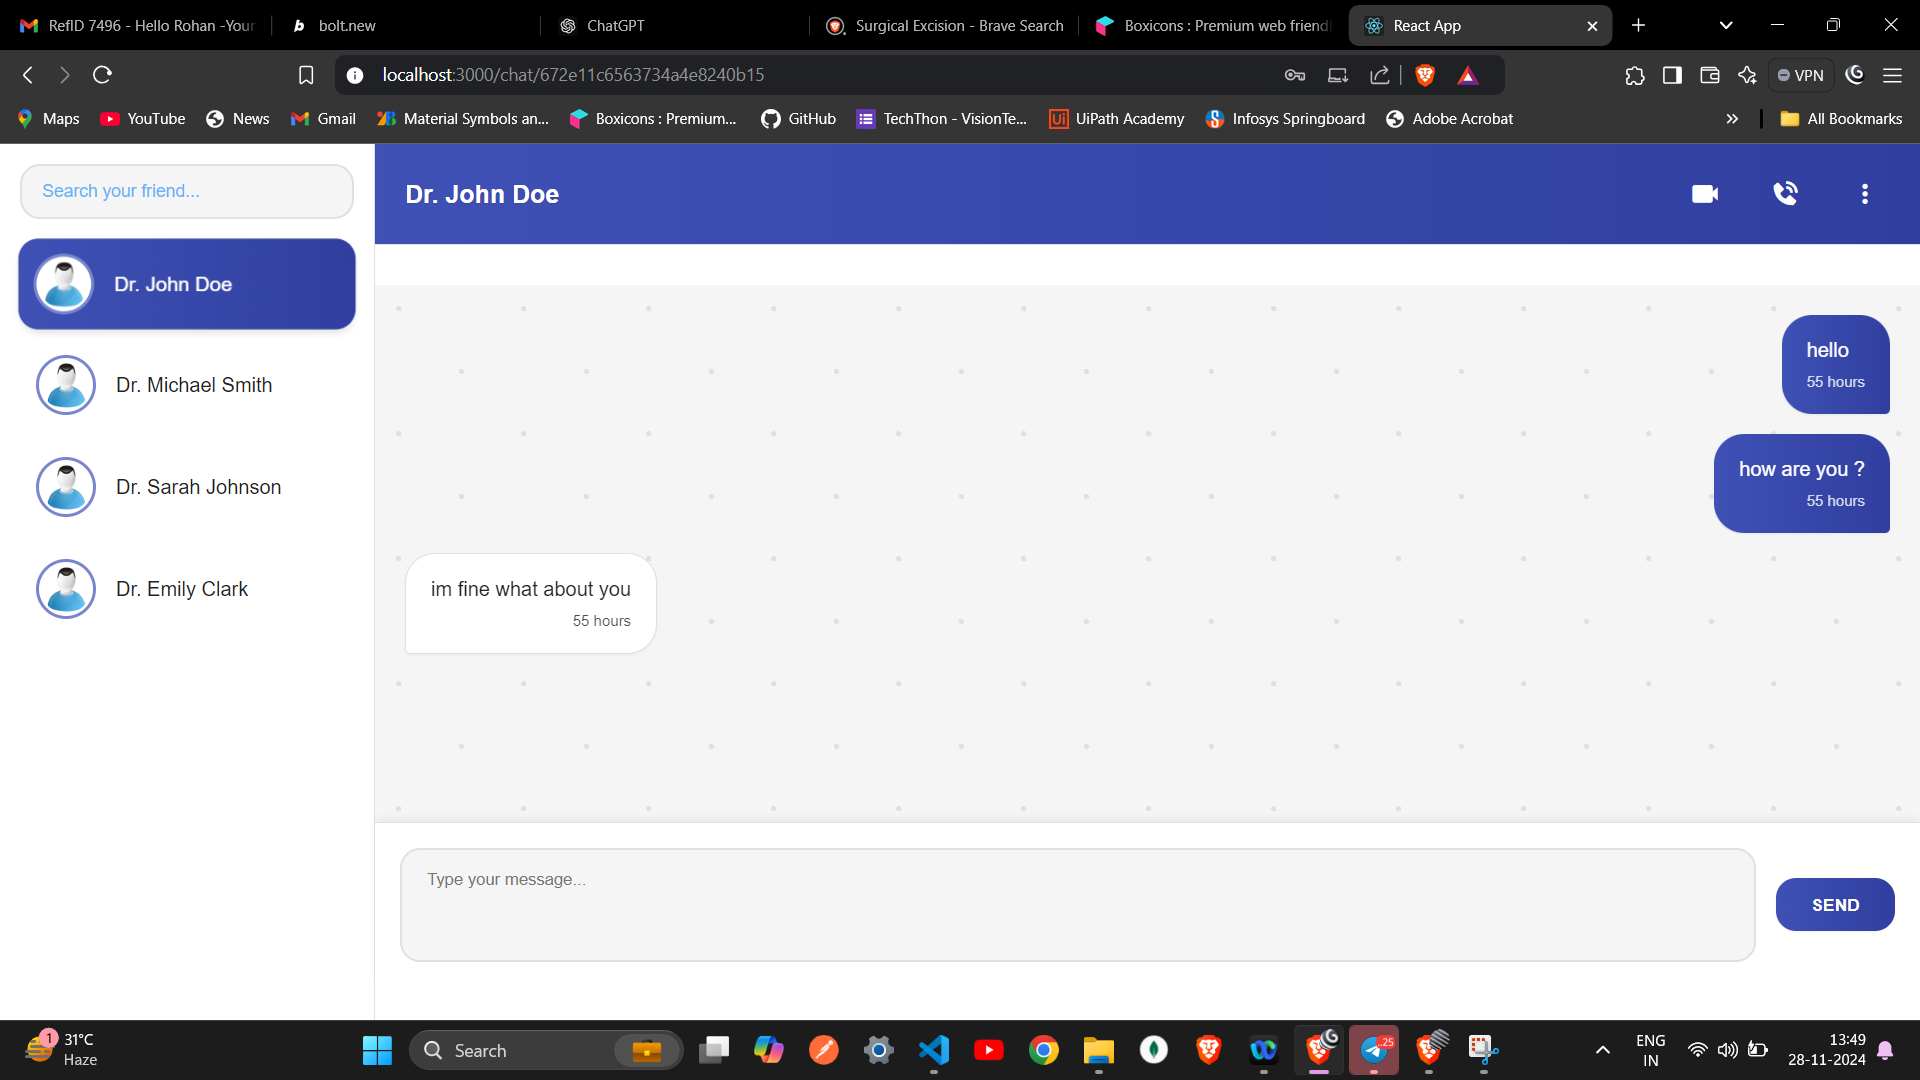 RefID 7496 - Hello Rohan -Your
bolt.new
ChatGPT
Surgical Excision - Brave Search
Boxicons : Premium web friendl
React App
localhost:3000/chat/672e11c6563734a4e8240b15
VPN
Maps
YouTube
News
Gmail
Material Symbols an...
Boxicons : Premium...
GitHub
TechThon - VisionTe...
UiPath Academy
Infosys Springboard
Adobe Acrobat
All Bookmarks
Search your friend...
Dr. John Doe
Dr. Michael Smith
Dr. Sarah Johnson
Dr. Emily Clark
Dr. John Doe
hello
55 hours
how are you ?
55 hours
im fine what about you
55 hours
Type your message...
SEND
1
31°C
Haze
Search
Ui
.25
ENG
IN
13:49
28-11-2024